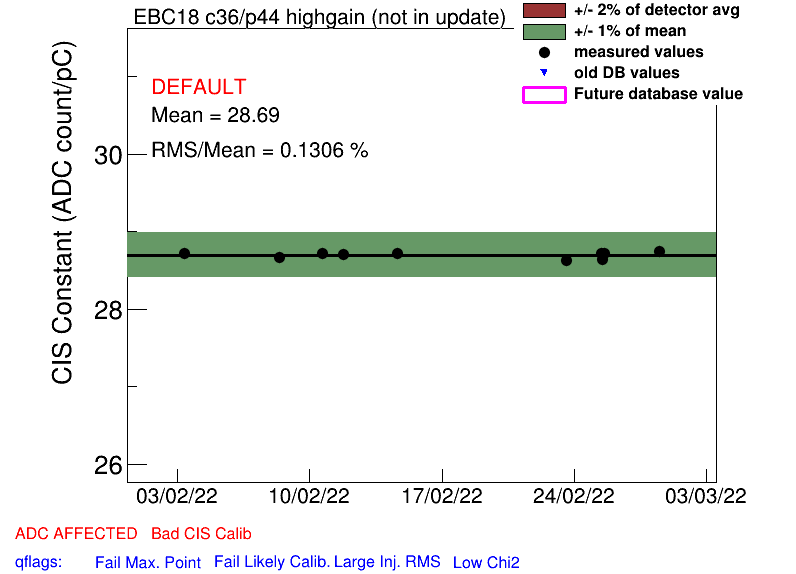 EBC18 c36/p44 highgain (not in update)
+/- 2% of detector avg
+/- 1% of mean
measured values
old DB values
Future database value
DEFAULT
Mean = 28.69
RMS/Mean = 0.1306 %
CIS Constant (ADC count/pC)
30
28
26
03/02/22 10/02/22 17/02/22 24/02/22 03/03/22
ADC AFFECTED Bad CIS Calib
qflags: Fail Max. Point Fail Likely Calib. Large Inj. RMS Low Chi2